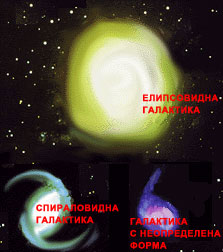 ЕЛИПСОВИДНА
ГАЛАКТИКА
СПИРАЛОВИДНА
ГАЛАКТИКА
ГАЛАКТИКА
С НЕОПРЕДЕЛЕНА
ФОРМА